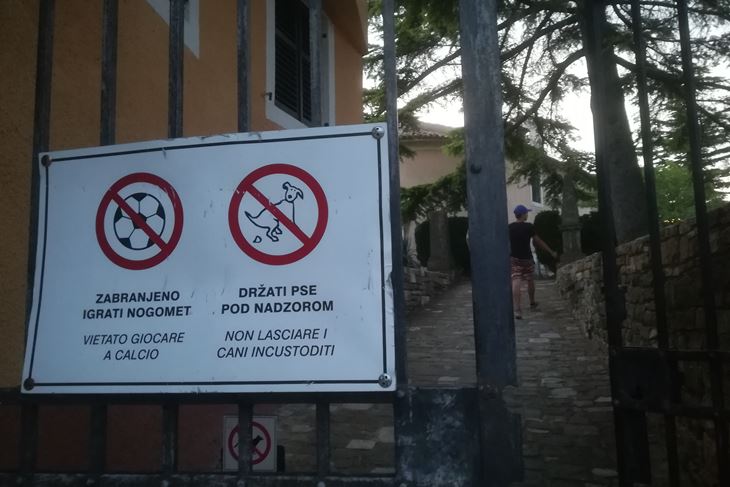 ZABRANJENO
IGRATI NOGOMET
VIETATO GIOCARE
A CALCIO
DRŽATI PSE
POD NADZOROM
NON LASCIARE I
CANI INCUSTODITI